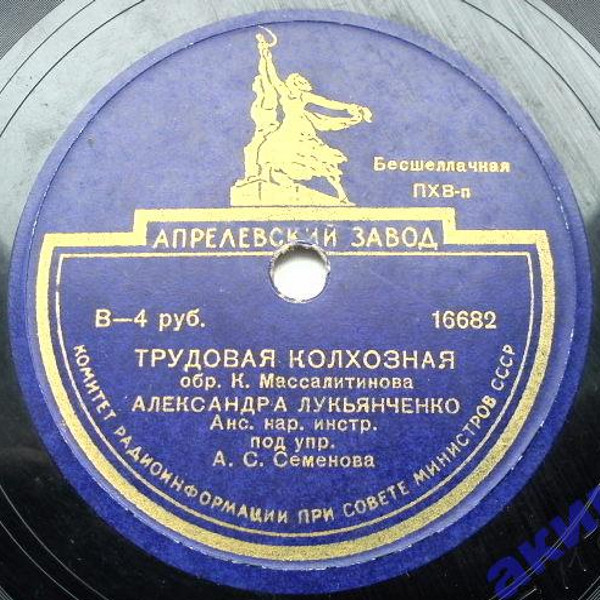 Бесшеллачная
ПХВ-п
АПРЕЛЕВСКИЙ ЗАВОД
В—4 руб.
16682
ТРУДОВАЯ КОЛХОЗНАЯ
обр. К. Массалитинова
АЛЕКСАНДРА ЛУКЬЯНЧЕНКО
Анс. нар. инстр.
под упр.
А. С. Семенова
КОМИТЕТ РАДИОИНФОРМАЦИИ ПРИ СОВЕТЕ МИНИСТРОВ СССР